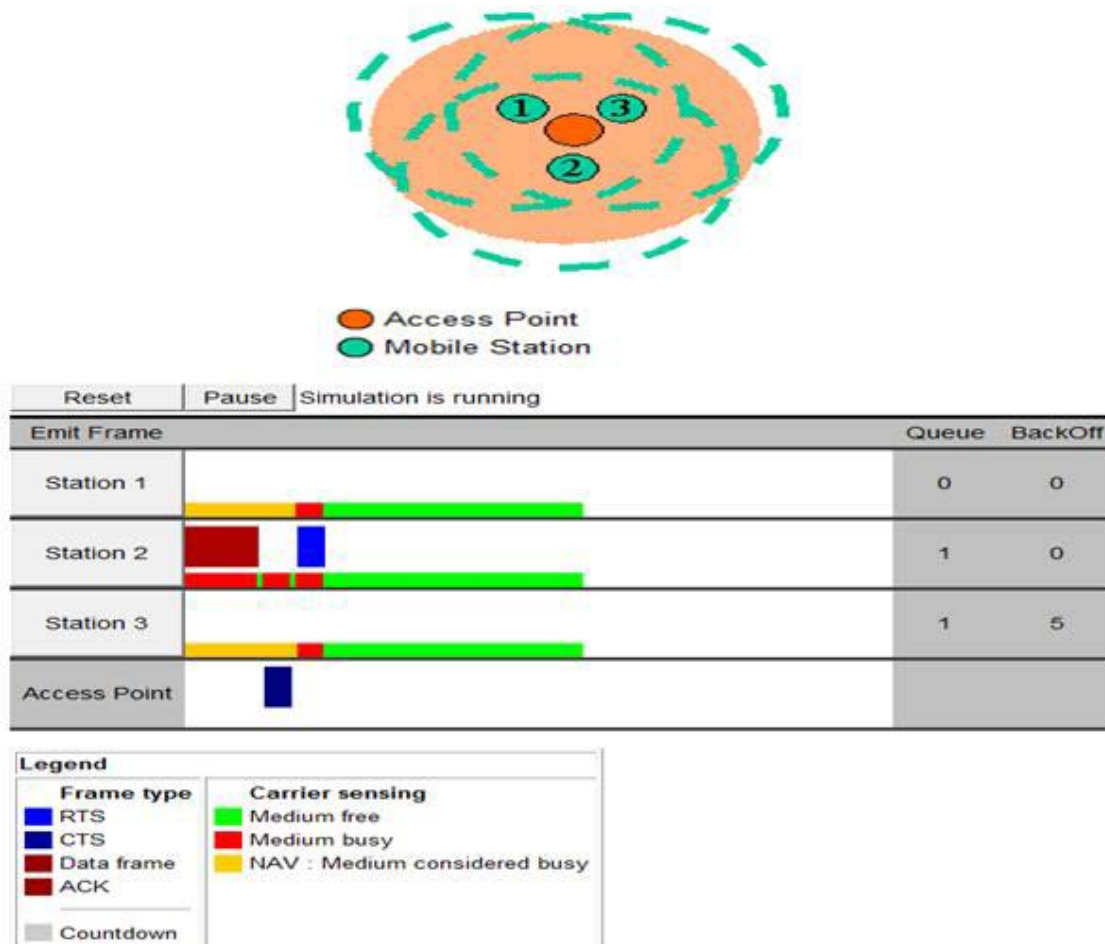 1 3
2
Access Point
Mobile Station
Reset Pause Simulation is running
Emit Frame Queue BackOff
Station 1 0 0
Station 2 1 0
Station 3 1 5
Access Point
Legend
Frame type Carrier sensing
RTS Medium free
CTS Medium busy
Data frame NAV : Medium considered busy
ACK
Countdown